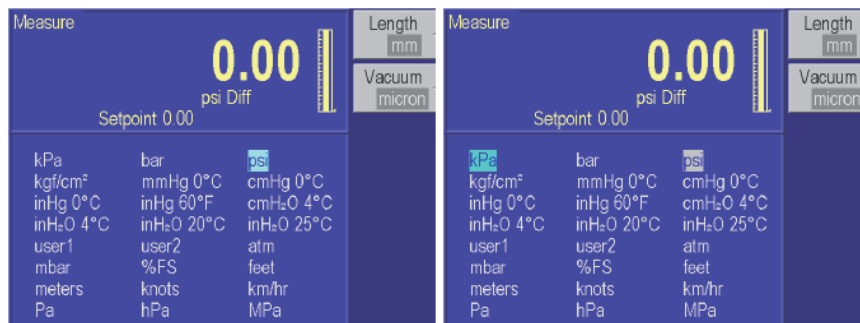 Measure
0.00
psi Diff
Setpoint 0.00
Length
mm
Vacuum
micron
kPa bar psi
kgf/cm² mmHg 0°C cmHg 0°C
inHg 0°C inHg 60°F cmH₂O 4°C
inH₂O 4°C inH₂O 20°C inH₂O 25°C
user1 user2 atm
mbar %FS feet
meters knots km/hr
Pa hPa MPa
Measure
0.00
psi Diff
Setpoint 0.00
Length
mm
Vacuum
micron
kPa bar psi
kgf/cm² mmHg 0°C cmHg 0°C
inHg 0°C inHg 60°F cmH₂O 4°C
inH₂O 4°C inH₂O 20°C inH₂O 25°C
user1 user2 atm
mbar %FS feet
meters knots km/hr
Pa hPa MPa